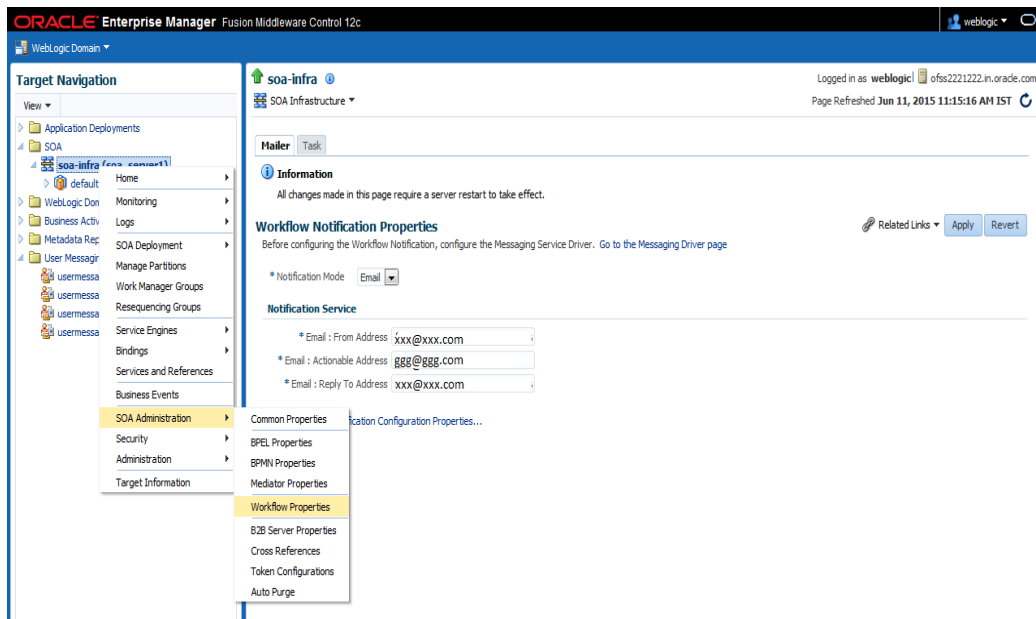 ORACLE Enterprise Manager Fusion Middleware Control 12c
weblogic
WebLogic Domain
Target Navigation
View
Application Deployments
SOA
soa-infra (soa_server1)
default
WebLogic Dom
Business Activ
Metadata Rep
User Messagin
usermessa
usermessa
usermessa
usermessa
Home
Monitoring
Logs
SOA Deployment
Manage Partitions
Work Manager Groups
Resequencing Groups
Service Engines
Bindings
Services and References
Business Events
SOA Administration
Security
Administration
Target Information
Common Properties
BPEL Properties
BPMN Properties
Mediator Properties
Workflow Properties
B2B Server Properties
Cross References
Token Configurations
Auto Purge
soa-infra
Logged in as weblogic ofss2221222.in.oracle.com
SOA Infrastructure
Page Refreshed Jun 11, 2015 11:15:16 AM IST
Mailer Task
Information
All changes made in this page require a server restart to take effect.
Workflow Notification Properties
Related Links Apply Revert
Before configuring the Workflow Notification, configure the Messaging Service Driver. Go to the Messaging Driver page
* Notification Mode Email
Notification Service
* Email : From Address xxx@xxx.com
* Email : Actionable Address ggg@ggg.com
* Email : Reply To Address xxx@xxx.com
fication Configuration Properties...